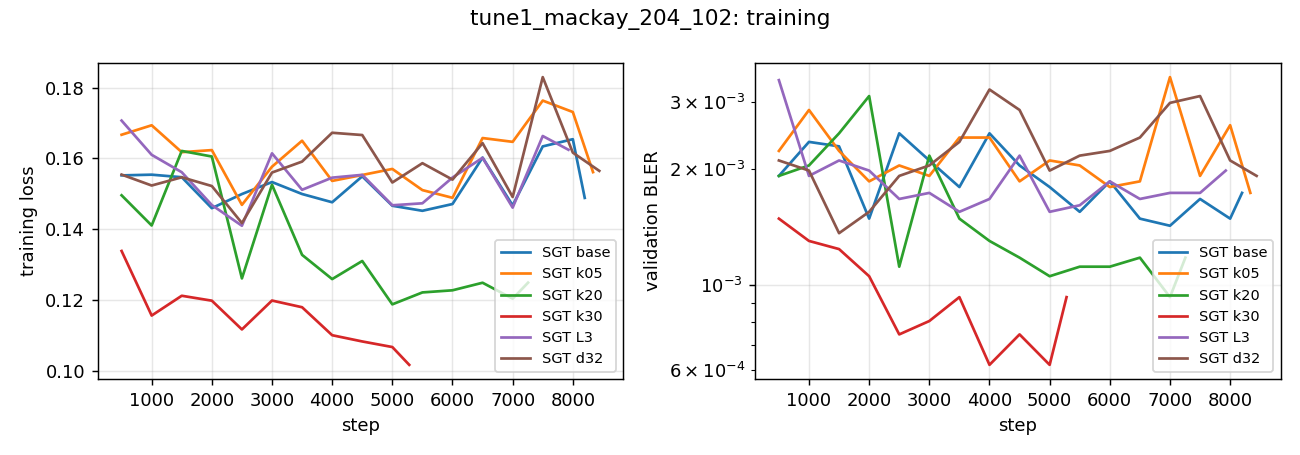 tune1_mackay_204_102: training
training loss
0.18
0.16
0.14
0.12
0.10
1000 2000 3000 4000 5000 6000 7000 8000
step
SGT base
SGT k05
SGT k20
SGT k30
SGT L3
SGT d32
validation BLER
3 × 10⁻³
2 × 10⁻³
10⁻³
6 × 10⁻⁴
1000 2000 3000 4000 5000 6000 7000 8000
step
SGT base
SGT k05
SGT k20
SGT k30
SGT L3
SGT d32